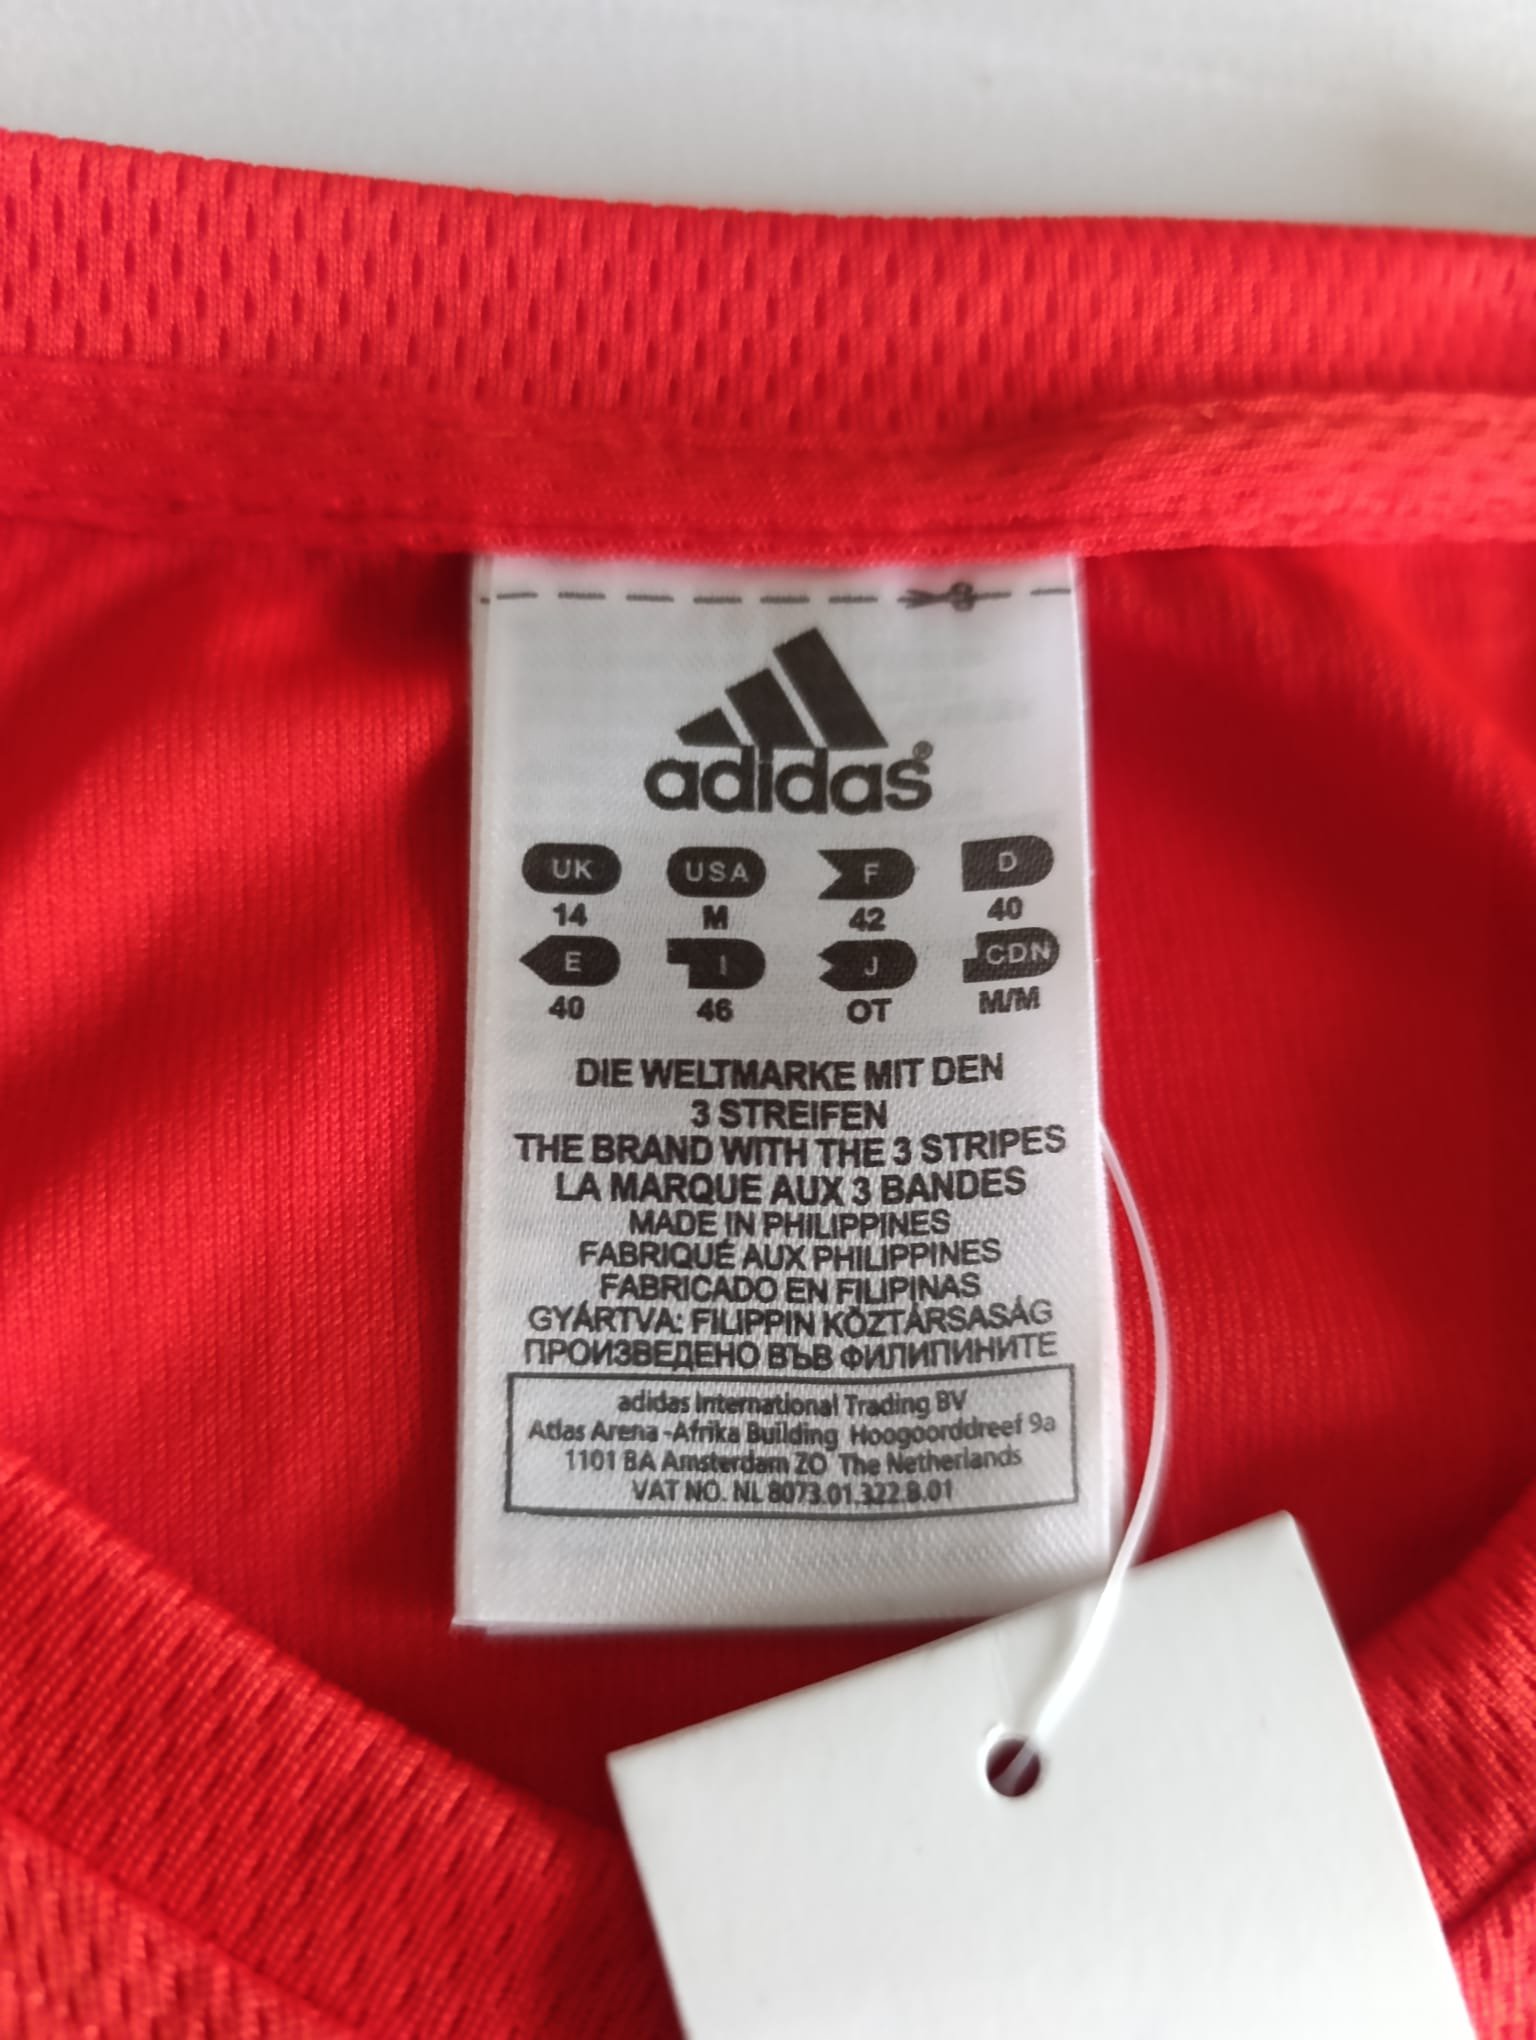 adidas®
UK USA F D
14 M 42 40
E I J CDN
40 46 OT M/M
DIE WELTMARKE MIT DEN
3 STREIFEN
THE BRAND WITH THE 3 STRIPES
LA MARQUE AUX 3 BANDES
MADE IN PHILIPPINES
FABRIQUÉ AUX PHILIPPINES
FABRICADO EN FILIPINAS
GYÁRTVA: FILIPPIN KÖZTÁRSASÁG
ПРОИЗВЕДЕНО ВЪВ ФИЛИПИНИТЕ
adidas International Trading BV
Atlas Arena -Afrika Building Hoogoorddreef 9a
1101 BA Amsterdam ZO The Netherlands
VAT NO. NL 8073.01.322.B.01